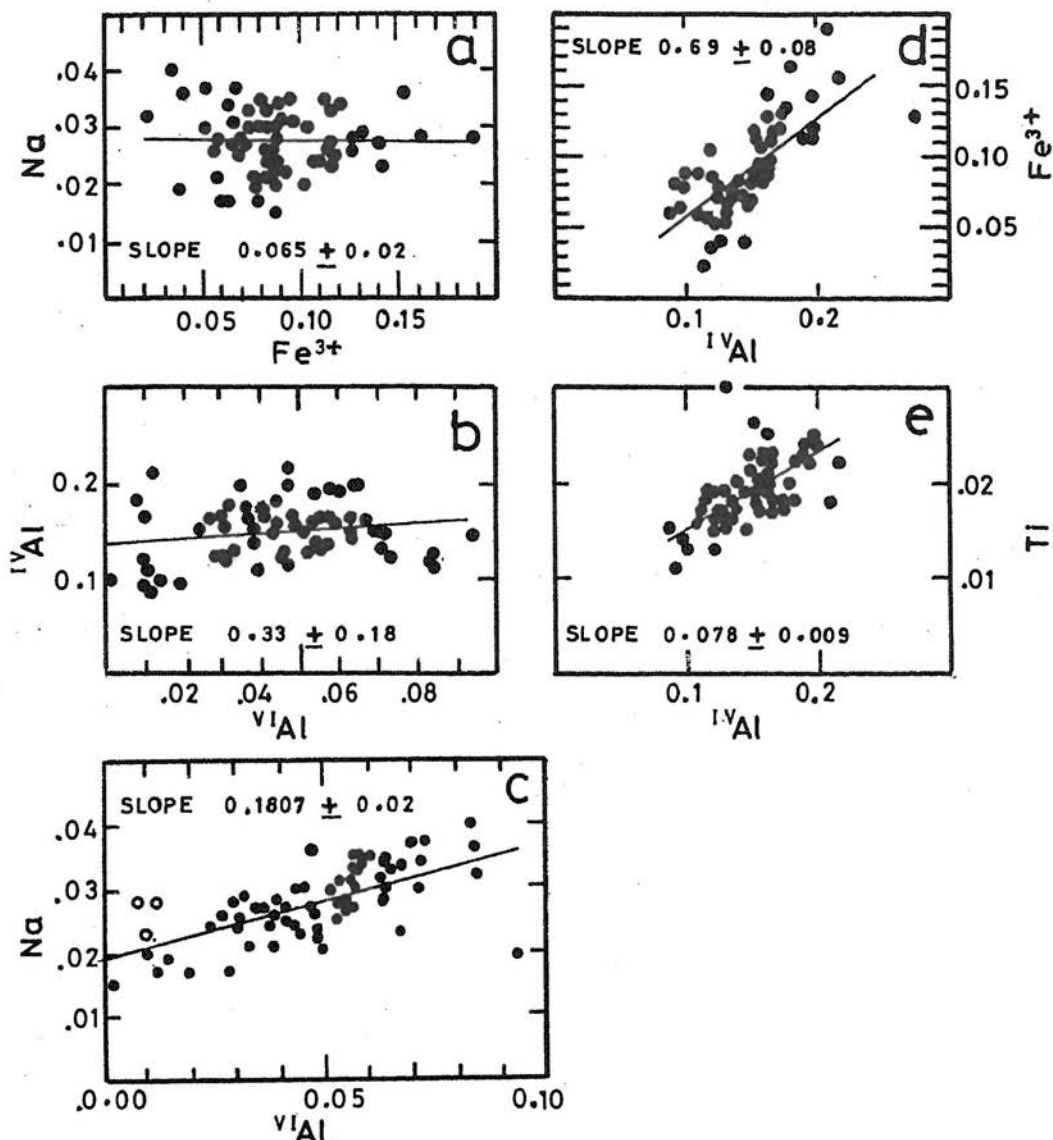 a
Na
.04
.03
.02
.01
SLOPE 0.065 ± 0.02
0.05 0.10 0.15
Fe³⁺
d
SLOPE 0.69 ± 0.08
0.15
0.10
0.05
Fe³⁺
0.1 0.2
ᴵⱽAl
b
ᴵⱽAl
0.2
0.1
SLOPE 0.33 ± 0.18
.02 .04 .06 .08
ⱽᴵAl
e
.02
.01
Ti
SLOPE 0.078 ± 0.009
0.1 0.2
ᴵⱽAl
c
SLOPE 0.1807 ± 0.02
Na
.04
.03
.02
.01
0.00 0.05 0.10
ⱽᴵAl